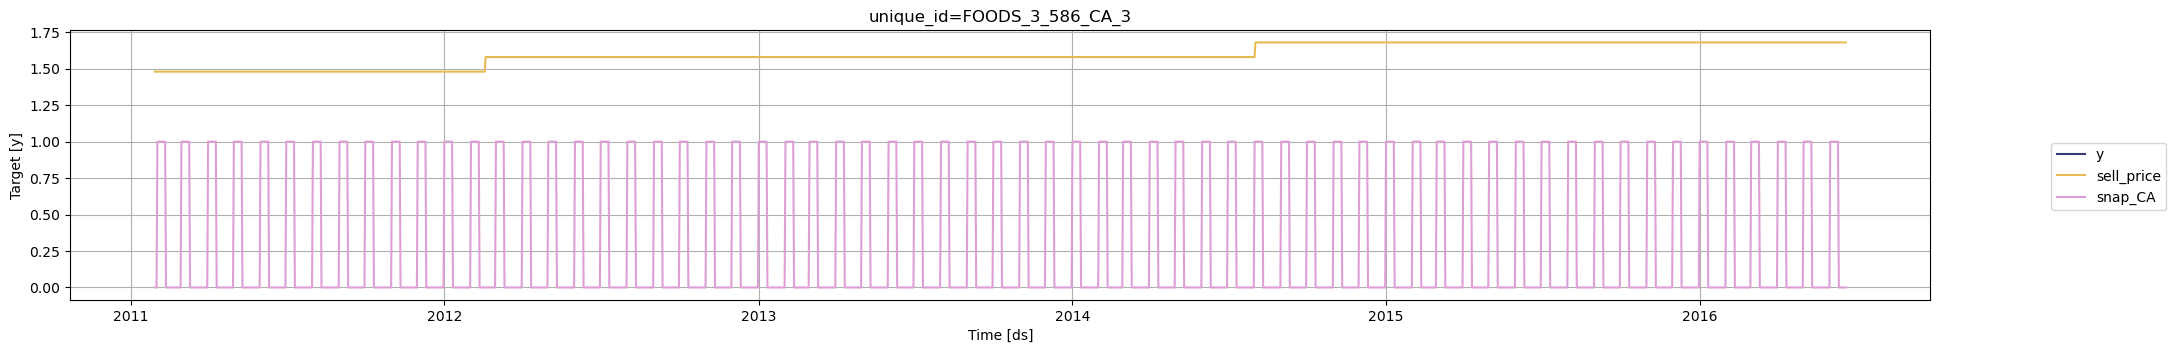 unique_id=FOODS_3_586_CA_3
Target [y]
1.75
1.50
1.25
1.00
0.75
0.50
0.25
0.00
2011 2012 2013 2014 2015 2016
Time [ds]
y
sell_price
snap_CA